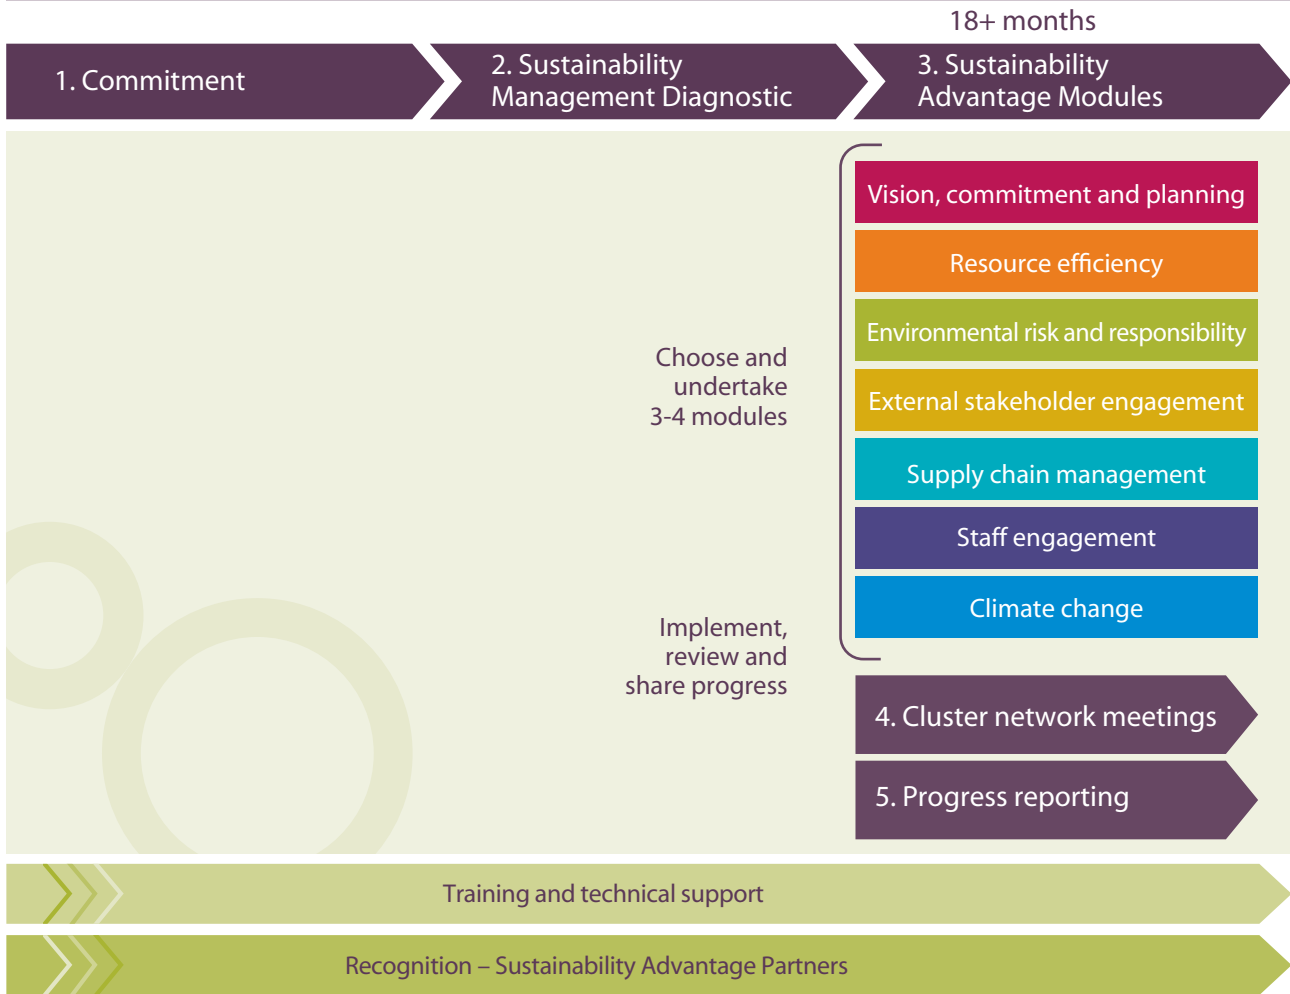 18+ months
1. Commitment
2. Sustainability
Management Diagnostic
3. Sustainability
Advantage Modules
Vision, commitment and planning
Resource efficiency
Environmental risk and responsibility
Choose and
undertake
3-4 modules
External stakeholder engagement
Supply chain management
Staff engagement
Climate change
Implement,
review and
share progress
4. Cluster network meetings
5. Progress reporting
Training and technical support
Recognition – Sustainability Advantage Partners